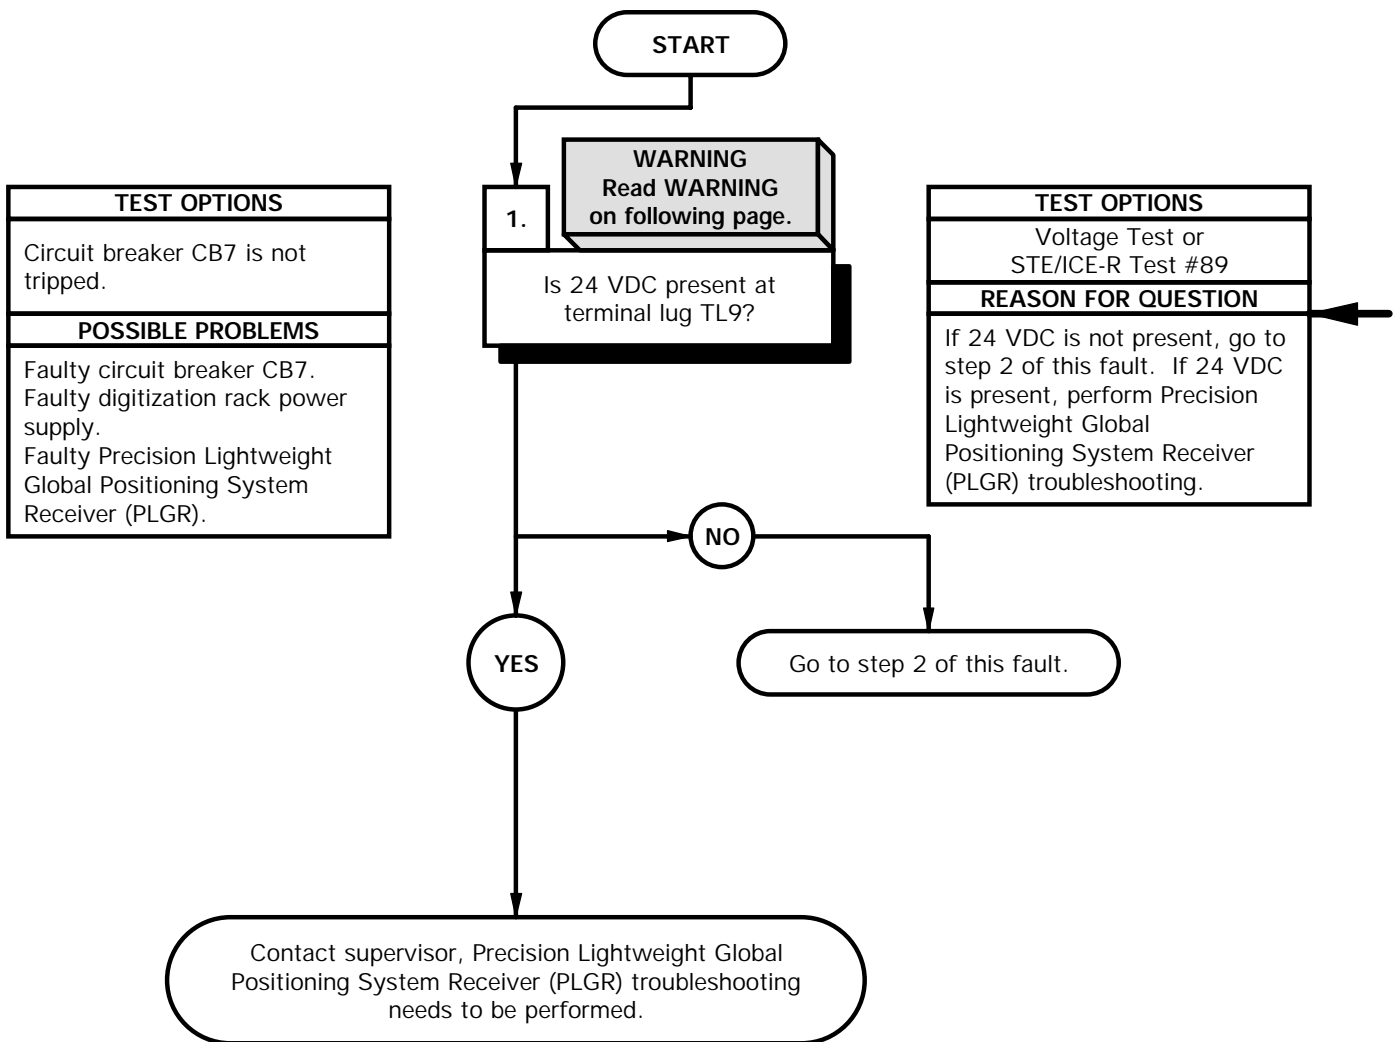 START
TEST OPTIONS
Circuit breaker CB7 is not
tripped.
POSSIBLE PROBLEMS
Faulty circuit breaker CB7.
Faulty digitization rack power
supply.
Faulty Precision Lightweight
Global Positioning System
Receiver (PLGR).
WARNING
Read WARNING
on following page.
1.
Is 24 VDC present at
terminal lug TL9?
TEST OPTIONS
Voltage Test or
STE/ICE-R Test #89
REASON FOR QUESTION
If 24 VDC is not present, go to
step 2 of this fault.  If 24 VDC
is present, perform Precision
Lightweight Global
Positioning System Receiver
(PLGR) troubleshooting.
NO
YES
Go to step 2 of this fault.
Contact supervisor, Precision Lightweight Global
Positioning System Receiver (PLGR) troubleshooting
needs to be performed.